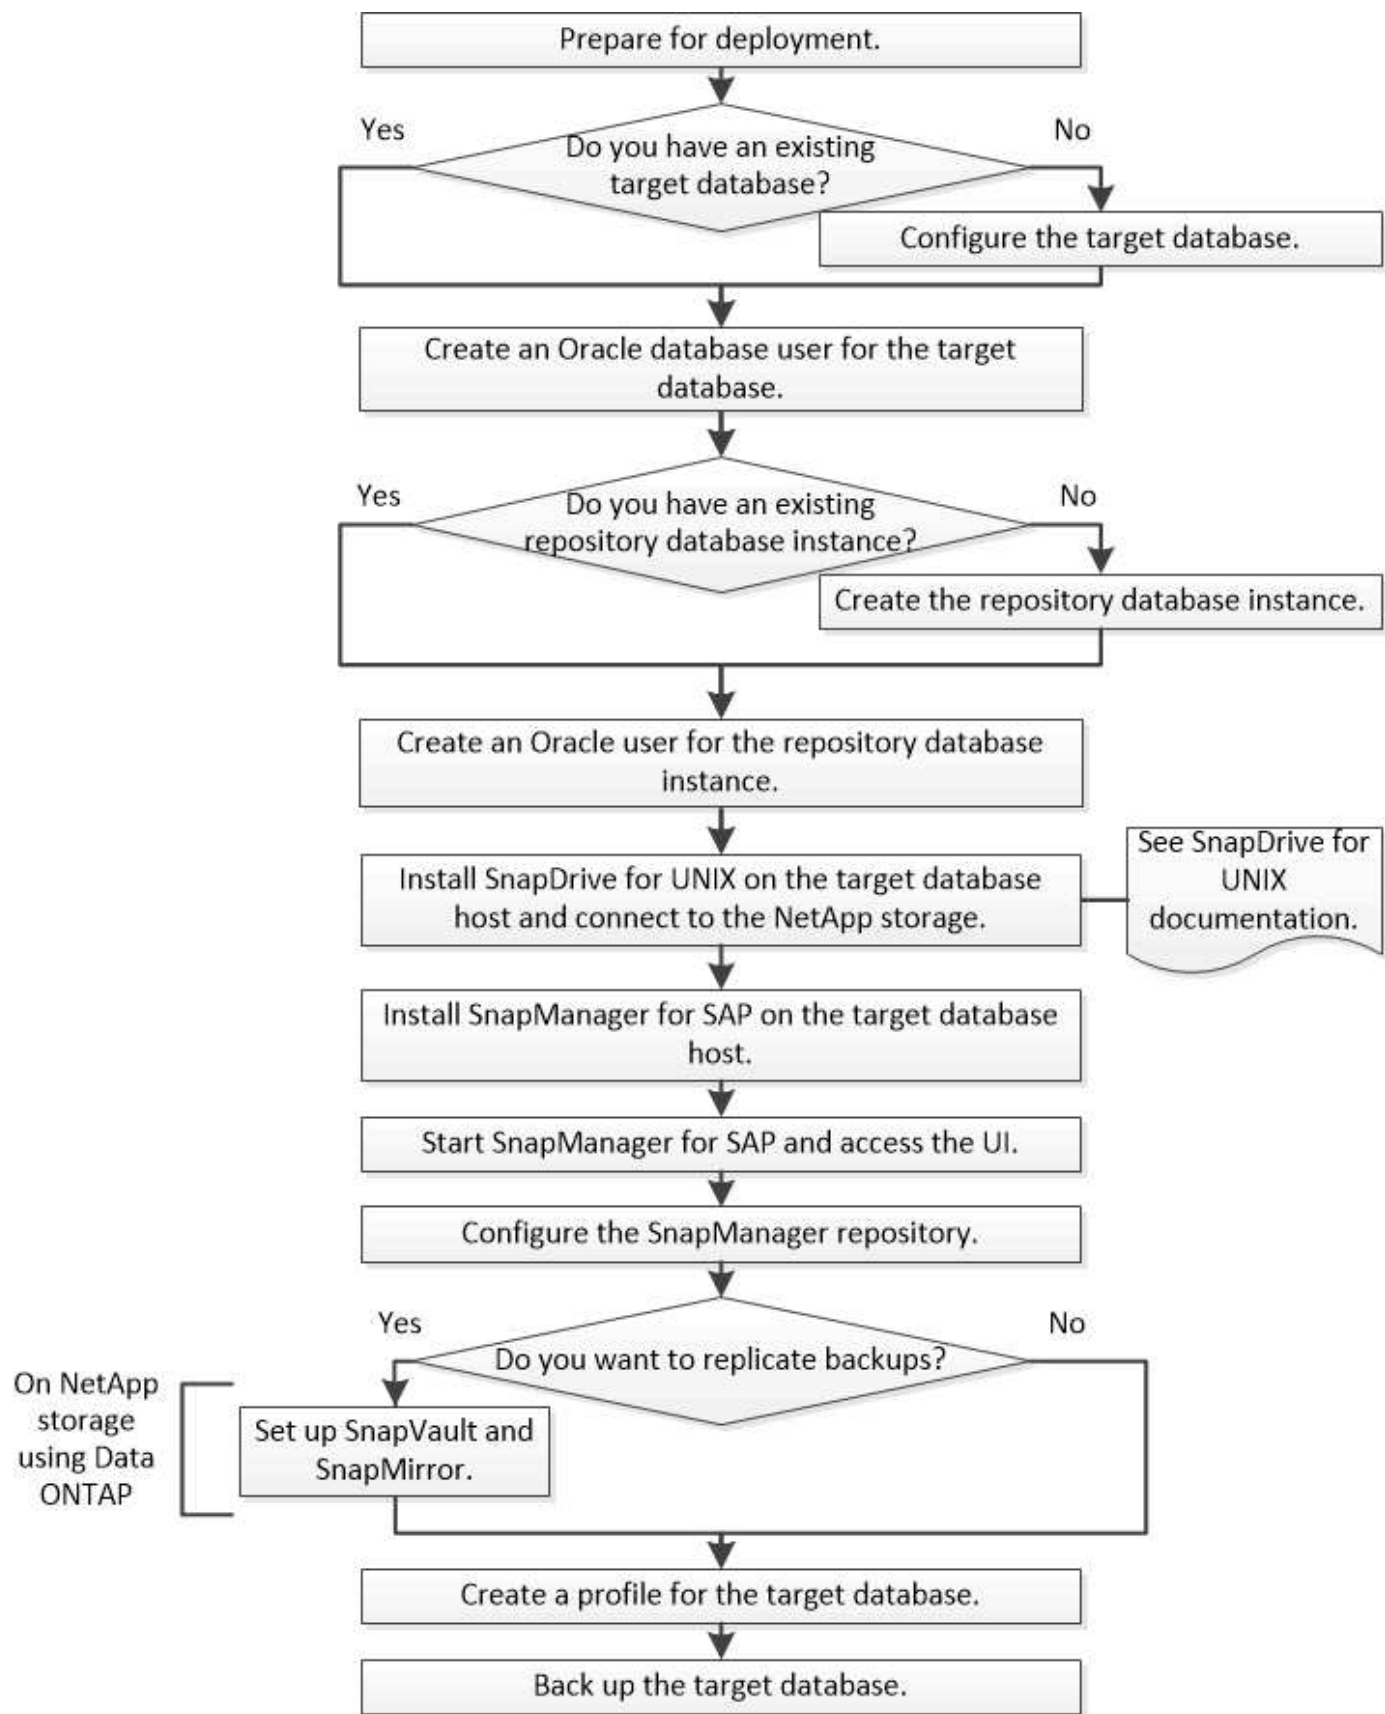 Prepare for deployment.
Yes
No
Do you have an existing
target database?
Configure the target database.
Create an Oracle database user for the target
database.
Yes
No
Do you have an existing
repository database instance?
Create the repository database instance.
Create an Oracle user for the repository database
instance.
Install SnapDrive for UNIX on the target database
host and connect to the NetApp storage.
See SnapDrive for
UNIX
documentation.
Install SnapManager for SAP on the target database
host.
Start SnapManager for SAP and access the UI.
Configure the SnapManager repository.
Yes
No
Do you want to replicate backups?
On NetApp
storage
using Data
ONTAP
Set up SnapVault and
SnapMirror.
Create a profile for the target database.
Back up the target database.